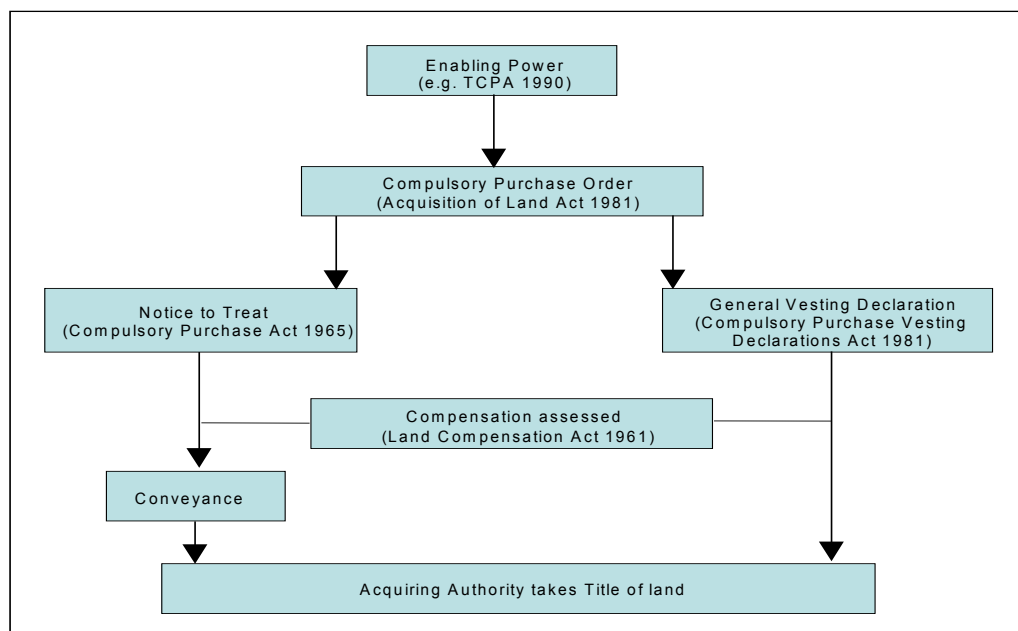 Enabling Power
(e.g. TCPA 1990)
Compulsory Purchase Order
(Acquisition of Land Act 1981)
Notice to Treat
(Compulsory Purchase Act 1965)
General Vesting Declaration
(Compulsory Purchase Vesting
Declarations Act 1981)
Compensation assessed
(Land Compensation Act 1961)
Conveyance
Acquiring Authority takes Title of land